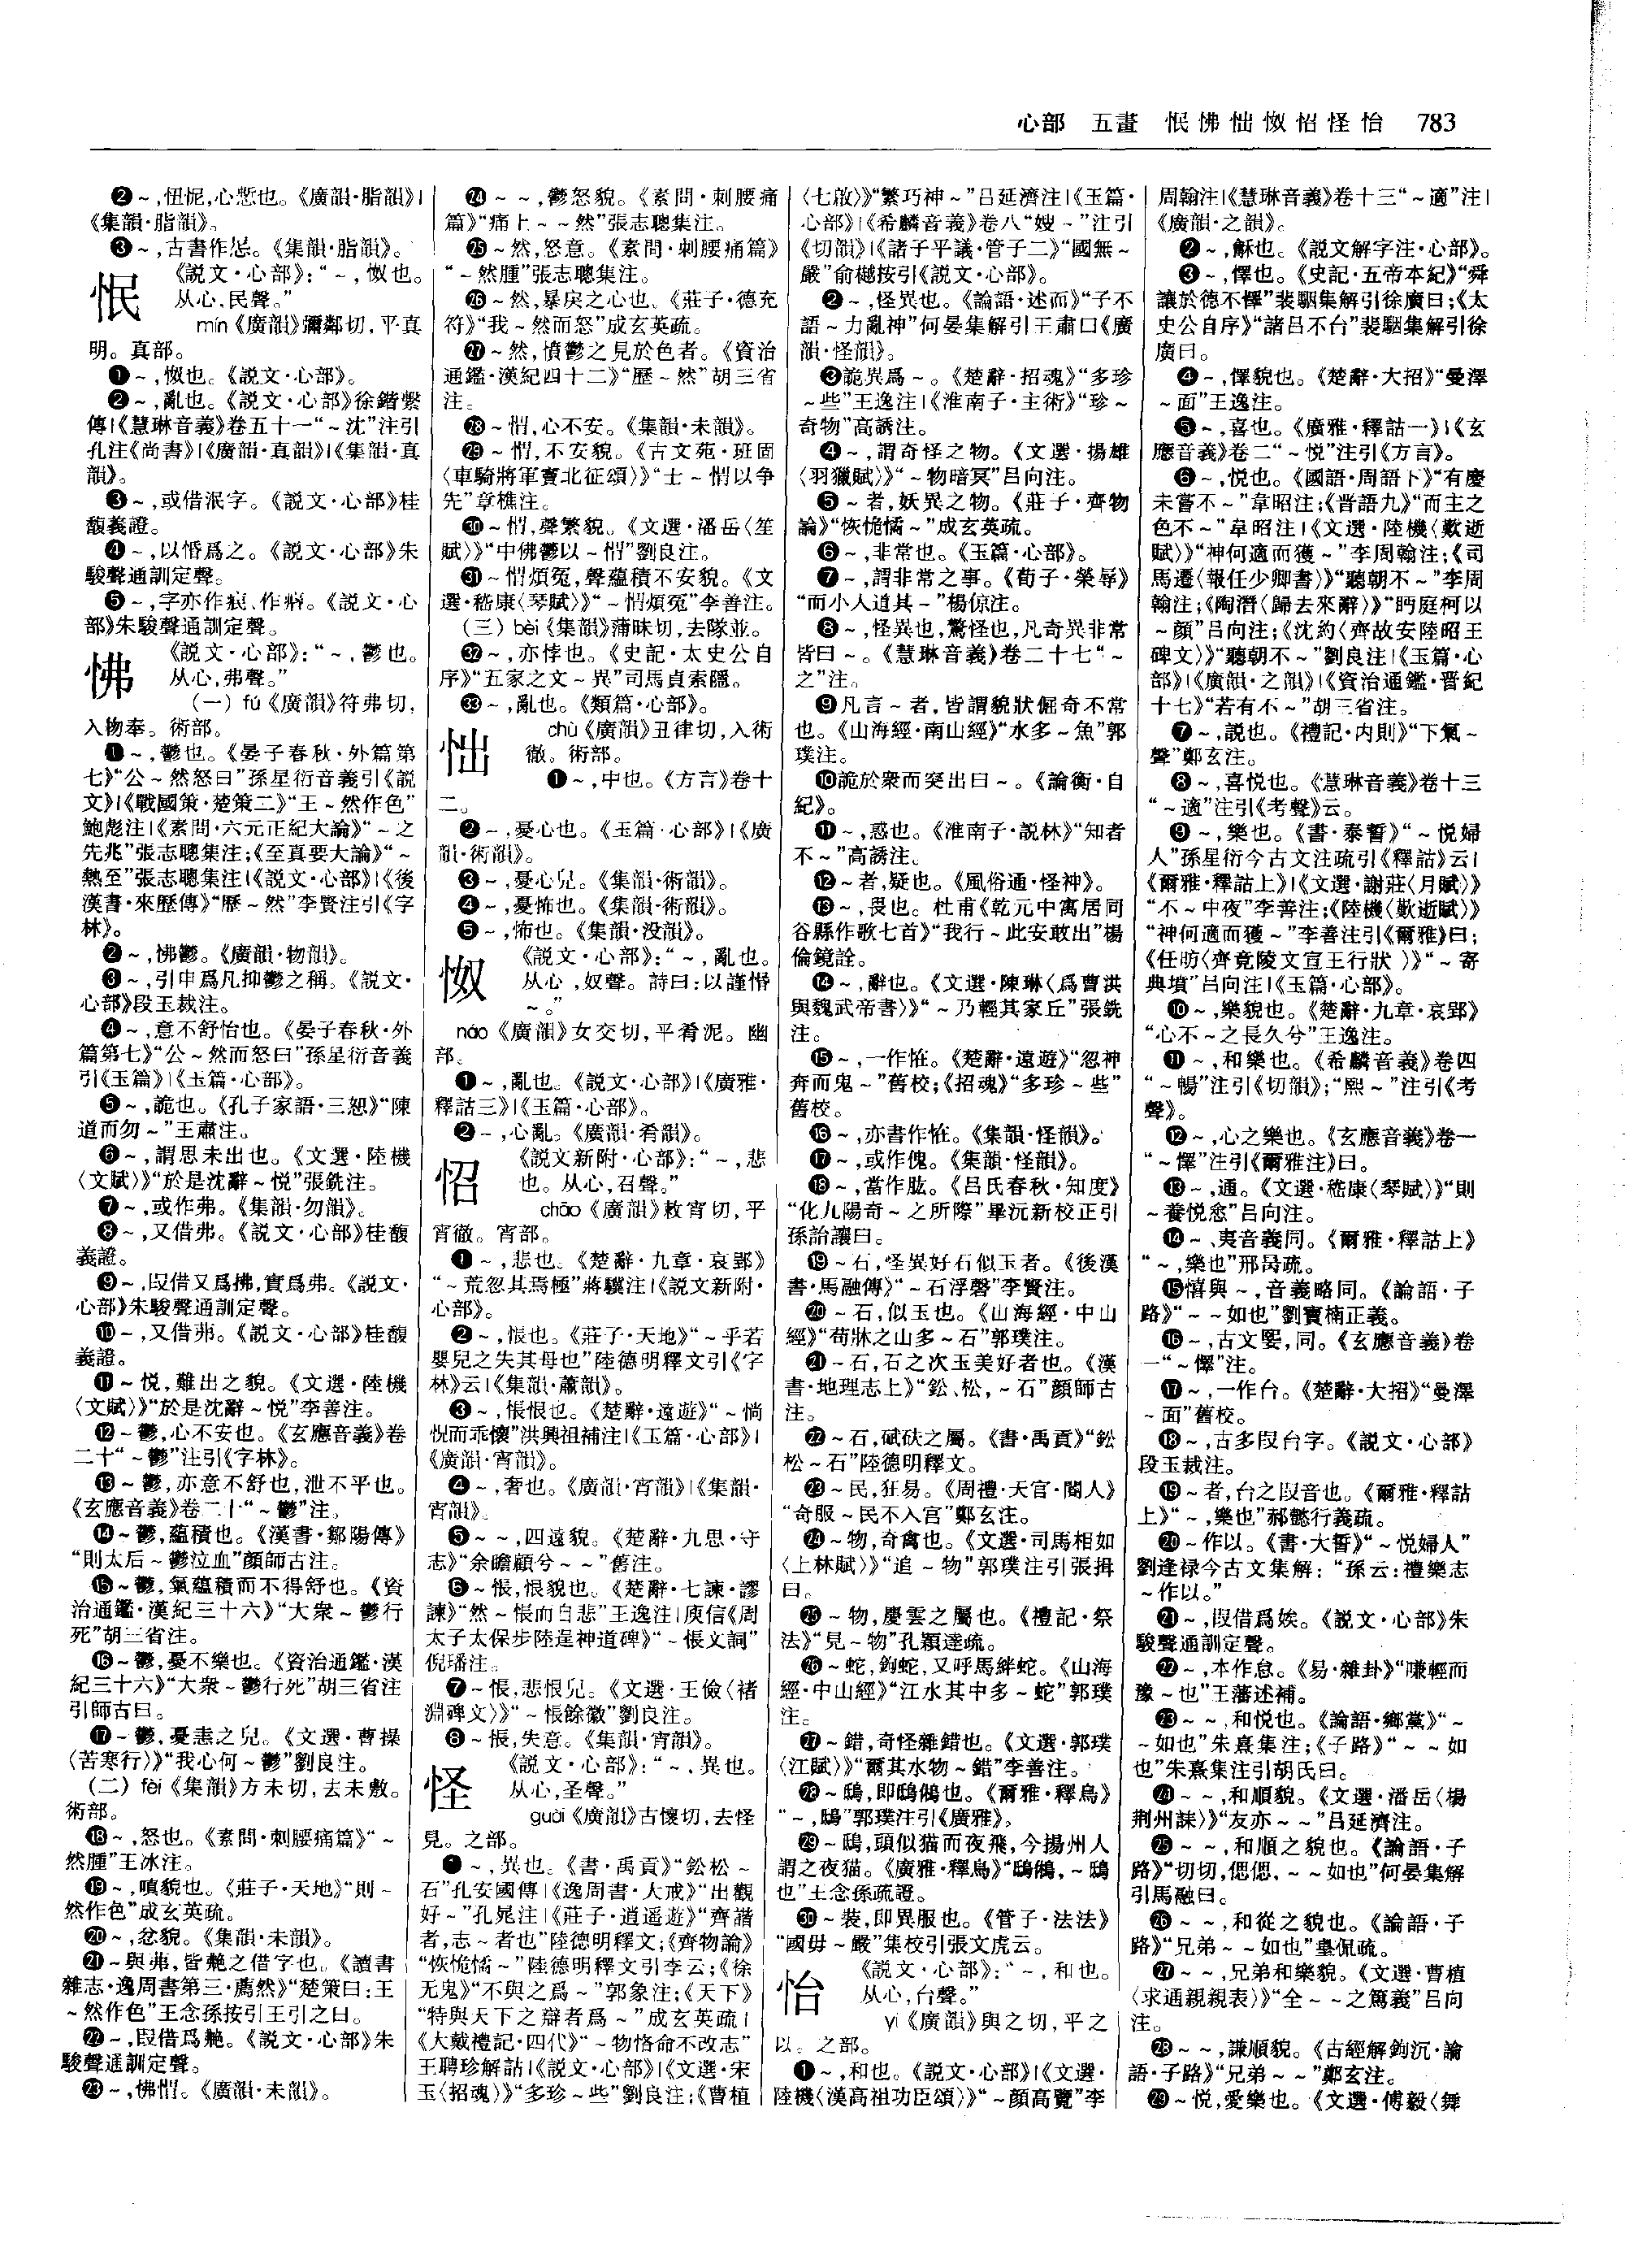 心部　五畫　怋怫怞怓怊怪怡　783
❷～,忸怩,心慙也。《廣韻·脂韻》|
《集韻·脂韻》。
❸～,古書作㞾。《集韻·脂韻》。
怋
《説文·心部》：“～,怓也。
从心,民聲。”
mín《廣韻》彌鄰切,平真
明。真部。
❶～,怓也。《説文·心部》。
❷～,亂也。《説文·心部》徐鍇繫
傳|《慧琳音義》卷五十一“～沈”注引
孔注《尚書》|《廣韻·真韻》|《集韻·真
韻》。
❸～,或借泯字。《説文·心部》桂
馥義證。
❹～,以惛爲之。《説文·心部》朱
駿聲通訓定聲。
❺～,字亦作痻、作㾗。《説文·心
部》朱駿聲通訓定聲。
怫
《説文·心部》：“～,鬱也。
从心,弗聲。”
（一）fú《廣韻》符弗切,
入物奉。術部。
❶～,鬱也。《晏子春秋·外篇第
七》“公～然怒曰”孫星衍音義引《説
文》|《戰國策·楚策二》“王～然作色”
鮑彪注|《素問·六元正紀大論》“～之
先兆”張志聰集注;《至真要大論》“～
熱至”張志聰集注|《説文·心部》|《後
漢書·來歷傳》“歷～然”李賢注引《字
林》。
❷～,怫鬱。《廣韻·物韻》。
❸～,引申爲凡抑鬱之稱。《説文·
心部》段玉裁注。
❹～,意不舒怡也。《晏子春秋·外
篇第七》“公～然而怒曰”孫星衍音義
引《玉篇》|《玉篇·心部》。
❺～,詭也。《孔子家語·三恕》“陳
道而勿～”王肅注。
❻～,謂思未出也。《文選·陸機
〈文賦〉》“於是沈辭～悦”張銑注。
❼～,或作弗。《集韻·勿韻》。
❽～,又借弗。《説文·心部》桂馥
義證。
❾～,叚借又爲拂,實爲弗。《説文·
心部》朱駿聲通訓定聲。
❿～,又借茀。《説文·心部》桂馥
義證。
⓫～悦,難出之貌。《文選·陸機
〈文賦〉》“於是沈辭～悦”李善注。
⓬～鬱,心不安也。《玄應音義》卷
二十“～鬱”注引《字林》。
⓭～鬱,亦意不舒也,泄不平也。
《玄應音義》卷二十“～鬱”注。
⓮～鬱,藴積也。《漢書·鄒陽傳》
“則太后～鬱泣血”顏師古注。
⓯～鬱,氣藴積而不得舒也。《資
治通鑑·漢紀三十六》“大衆～鬱行
死”胡三省注。
⓰～鬱,憂不樂也。《資治通鑑·漢
紀三十六》“大衆～鬱行死”胡三省注
引師古曰。
⓱～鬱,憂恚之皃。《文選·曹操
〈苦寒行〉》“我心何～鬱”劉良注。
（二）fèi《集韻》方未切,去未敷。
術部。
⓲～,怒也。《素問·刺腰痛篇》“～
然腫”王冰注。
⓳～,嗔貌也。《莊子·天地》“則～
然作色”成玄英疏。
⓴～,忿貌。《集韻·未韻》。
㉑～與弗,皆艴之借字也。《讀書
雜志·逸周書第三·艴然》“楚策曰：王
～然作色”王念孫按引王引之曰。
㉒～,叚借爲艴。《説文·心部》朱
駿聲通訓定聲。
㉓～,怫愲。《廣韻·未韻》。
㉔～～,鬱怒貌。《素問·刺腰痛
篇》“痛上～～然”張志聰集注。
㉕～然,怒意。《素問·刺腰痛篇》
“～然腫”張志聰集注。
㉖～然,暴戾之心也。《莊子·德充
符》“我～然而怒”成玄英疏。
㉗～然,憤鬱之見於色者。《資治
通鑑·漢紀四十二》“歷～然”胡三省
注。
㉘～愲,心不安。《集韻·未韻》。
㉙～愲,不安貌。《古文苑·班固
〈車騎將軍竇北征頌〉》“士～愲以争
先”章樵注。
㉚～愲,聲繁貌。《文選·潘岳〈笙
賦〉》“中佛鬱以～愲”劉良注。
㉛～愲煩冤,聲藴積不安貌。《文
選·嵇康〈琴賦〉》“～愲煩冤”李善注。
（三）bèi《集韻》蒲昧切,去隊並。
㉜～,亦悖也。《史記·太史公自
序》“五家之文～異”司馬貞索隱。
㉝～,亂也。《類篇·心部》。
怞
chù《廣韻》丑律切,入術
徹。術部。
❶～,中也。《方言》卷十
二。
❷～,憂心也。《玉篇·心部》|《廣
韻·術韻》。
❸～,憂心皃。《集韻·術韻》。
❹～,憂怖也。《集韻·術韻》。
❺～,怖也。《集韻·没韻》。
怓
《説文·心部》：“～,亂也。
从心,奴聲。詩曰：以謹惛
～。”
náo《廣韻》女交切,平肴泥。幽
部。
❶～,亂也。《説文·心部》|《廣雅·
釋詁三》|《玉篇·心部》。
❷～,心亂。《廣韻·肴韻》。
怊
《説文新附·心部》：“～,悲
也。从心,召聲。”
chāo《廣韻》敕宵切,平
宵徹。宵部。
❶～,悲也。《楚辭·九章·哀郢》
“～荒忽其焉極”蔣驥注|《説文新附·
心部》。
❷～,悵也。《莊子·天地》“～乎若
嬰兒之失其母也”陸德明釋文引《字
林》云|《集韻·蕭韻》。
❸～,悵恨也。《楚辭·遠遊》“～惝
怳而乖懷”洪興祖補注|《玉篇·心部》|
《廣韻·宵韻》。
❹～,奢也。《廣韻·宵韻》|《集韻·
宵韻》。
❺～～,四遠貌。《楚辭·九思·守
志》“余瞻顧兮～～”舊注。
❻～悵,恨貌也。《楚辭·七諫·謬
諫》“然～悵而自悲”王逸注|庾信《周
太子太保步陸逞神道碑》“～悵文詞”
倪璠注。
❼～悵,悲恨皃。《文選·王儉〈褚
淵碑文〉》“～悵餘徽”劉良注。
❽～悵,失意。《集韻·宵韻》。
怪
《説文·心部》：“～,異也。
从心,圣聲。”
guài《廣韻》古懷切,去怪
見。之部。
❶～,異也。《書·禹貢》“鈆松～
石”孔安國傳|《逸周書·大戒》“出觀
好～”孔晁注|《莊子·逍遥遊》“齊諧
者,志～者也”陸德明釋文;《齊物論》
“恢恑憰～”陸德明釋文引李云;《徐
无鬼》“不與之爲～”郭象注;《天下》
“特與天下之辯者爲～”成玄英疏|
《大戴禮記·四代》“～物恪命不改志”
王聘珍解詁|《説文·心部》|《文選·宋
玉〈招魂〉》“多珍～些”劉良注;《曹植
〈七啟〉》“繁巧神～”吕延濟注|《玉篇·
心部》|《希麟音義》卷八“嫂～”注引
《切韻》|《諸子平議·管子二》“國無～
嚴”俞樾按引《説文·心部》。
❷～,怪異也。《論語·述而》“子不
語～力亂神”何晏集解引王肅曰《廣
韻·怪韻》。
❸詭異爲～。《楚辭·招魂》“多珍
～些”王逸注|《淮南子·主術》“珍～
奇物”高誘注。
❹～,謂奇怪之物。《文選·揚雄
〈羽獵賦〉》“～物暗冥”吕向注。
❺～者,妖異之物。《莊子·齊物
論》“恢恑憰～”成玄英疏。
❻～,非常也。《玉篇·心部》。
❼～,謂非常之事。《荀子·榮辱》
“而小人道其～”楊倞注。
❽～,怪異也,驚怪也,凡奇異非常
皆曰～。《慧琳音義》卷二十七“～
之”注。
❾凡言～者,皆謂貌狀倔奇不常
也。《山海經·南山經》“水多～魚”郭
璞注。
❿詭於衆而突出曰～。《論衡·自
紀》。
⓫～,惑也。《淮南子·説林》“知者
不～”高誘注。
⓬～者,疑也。《風俗通·怪神》。
⓭～,畏也。杜甫《乾元中寓居同
谷縣作歌七首》“我行～此安敢出”楊
倫鏡詮。
⓮～,辭也。《文選·陳琳〈爲曹洪
與魏武帝書〉》“～乃輕其家丘”張銑
注。
⓯～,一作恠。《楚辭·遠遊》“忽神
奔而鬼～”舊校;《招魂》“多珍～些”
舊校。
⓰～,亦書作恠。《集韻·怪韻》。
⓱～,或作傀。《集韻·怪韻》。
⓲～,當作肱。《吕氏春秋·知度》
“化九陽奇～之所際”畢沅新校正引
孫詒讓曰。
⓳～石,怪異好石似玉者。《後漢
書·馬融傳》“～石浮磬”李賢注。
⓴～石,似玉也。《山海經·中山
經》“苟牀之山多～石”郭璞注。
㉑～石,石之次玉美好者也。《漢
書·地理志上》“鈆、松,～石”顏師古
注。
㉒～石,碔砆之屬。《書·禹貢》“鈆
松～石”陸德明釋文。
㉓～民,狂易。《周禮·天官·閽人》
“奇服～民不入宫”鄭玄注。
㉔～物,奇禽也。《文選·司馬相如
〈上林賦〉》“追～物”郭璞注引張揖
曰。
㉕～物,慶雲之屬也。《禮記·祭
法》“見～物”孔穎達疏。
㉖～蛇,鉤蛇,又呼馬絆蛇。《山海
經·中山經》“江水其中多～蛇”郭璞
注。
㉗～錯,奇怪雜錯也。《文選·郭璞
〈江賦〉》“爾其水物～錯”李善注。
㉘～鴟,即鴟鵂也。《爾雅·釋鳥》
“～,鴟”郭璞注引《廣雅》。
㉙～鴟,頭似猫而夜飛,今揚州人
謂之夜猫。《廣雅·釋鳥》“鴟鵂,～鴟
也”王念孫疏證。
㉚～裝,即異服也。《管子·法法》
“國毋～嚴”集校引張文虎云。
怡
《説文·心部》：“～,和也。
从心,台聲。”
yí《廣韻》與之切,平之
以。之部。
❶～,和也。《説文·心部》|《文選·
陸機〈漢高祖功臣頌〉》“～顏高覽”李
周翰注|《慧琳音義》卷十三“～適”注|
《廣韻·之韻》。
❷～,龢也。《説文解字注·心部》。
❸～,懌也。《史記·五帝本紀》“舜
讓於德不懌”裴駰集解引徐廣曰;《太
史公自序》“諸吕不台”裴駰集解引徐
廣曰。
❹～,懌貌也。《楚辭·大招》“曼澤
～面”王逸注。
❺～,喜也。《廣雅·釋詁一》|《玄
應音義》卷二“～悦”注引《方言》。
❻～,悦也。《國語·周語下》“有慶
未嘗不～”韋昭注;《晋語九》“而主之
色不～”韋昭注|《文選·陸機〈歎逝
賦〉》“神何適而獲～”李周翰注;《司
馬遷〈報任少卿書〉》“聽朝不～”李周
翰注;《陶潛〈歸去來辭〉》“眄庭柯以
～顏”吕向注;《沈約〈齊故安陸昭王
碑文〉》“聽朝不～”劉良注|《玉篇·心
部》|《廣韻·之韻》|《資治通鑑·晋紀
十七》“若有不～”胡三省注。
❼～,説也。《禮記·内則》“下氣～
聲”鄭玄注。
❽～,喜悦也。《慧琳音義》卷十三
“～適”注引《考聲》云。
❾～,樂也。《書·泰誓》“～悦婦
人”孫星衍今古文注疏引《釋詁》云|
《爾雅·釋詁上》|《文選·謝莊〈月賦〉》
“不～中夜”李善注;《陸機〈歎逝賦〉》
“神何適而獲～”李善注引《爾雅》曰;
《任昉〈齊竟陵文宣王行狀〉》“～寄
典墳”吕向注|《玉篇·心部》。
❿～,樂貌也。《楚辭·九章·哀郢》
“心不～之長久兮”王逸注。
⓫～,和樂也。《希麟音義》卷四
“～暢”注引《切韻》;“熙～”注引《考
聲》。
⓬～,心之樂也。《玄應音義》卷一
“～懌”注引《爾雅注》曰。
⓭～,通。《文選·嵇康〈琴賦〉》“則
～養悦悆”吕向注。
⓮～、夷音義同。《爾雅·釋詁上》
“～,樂也”邢昺疏。
⓯僖與～,音義略同。《論語·子
路》“～～如也”劉寶楠正義。
⓰～,古文㜾,同。《玄應音義》卷
一“～懌”注。
⓱～,一作台。《楚辭·大招》“曼澤
～面”舊校。
⓲～,古多叚台字。《説文·心部》
段玉裁注。
⓳～者,台之叚音也。《爾雅·釋詁
上》“～,樂也”郝懿行義疏。
⓴～作以。《書·大誓》“～悦婦人”
劉逢禄今古文集解：“孫云：禮樂志
～作以。”
㉑～,叚借爲娭。《説文·心部》朱
駿聲通訓定聲。
㉒～,本作怠。《易·雜卦》“謙輕而
豫～也”王藩述補。
㉓～～,和悦也。《論語·鄉黨》“～
～如也”朱熹集注;《子路》“～～如
也”朱熹集注引胡氏曰。
㉔～～,和順貌。《文選·潘岳〈楊
荆州誄〉》“友亦～～”吕延濟注。
㉕～～,和順之貌也。《論語·子
路》“切切,偲偲,～～如也”何晏集解
引馬融曰。
㉖～～,和從之貌也。《論語·子
路》“兄弟～～如也”皇侃疏。
㉗～～,兄弟和樂貌。《文選·曹植
〈求通親親表〉》“全～～之篤義”吕向
注。
㉘～～,謙順貌。《古經解鉤沉·論
語·子路》“兄弟～～”鄭玄注。
㉙～悦,愛樂也。《文選·傅毅〈舞